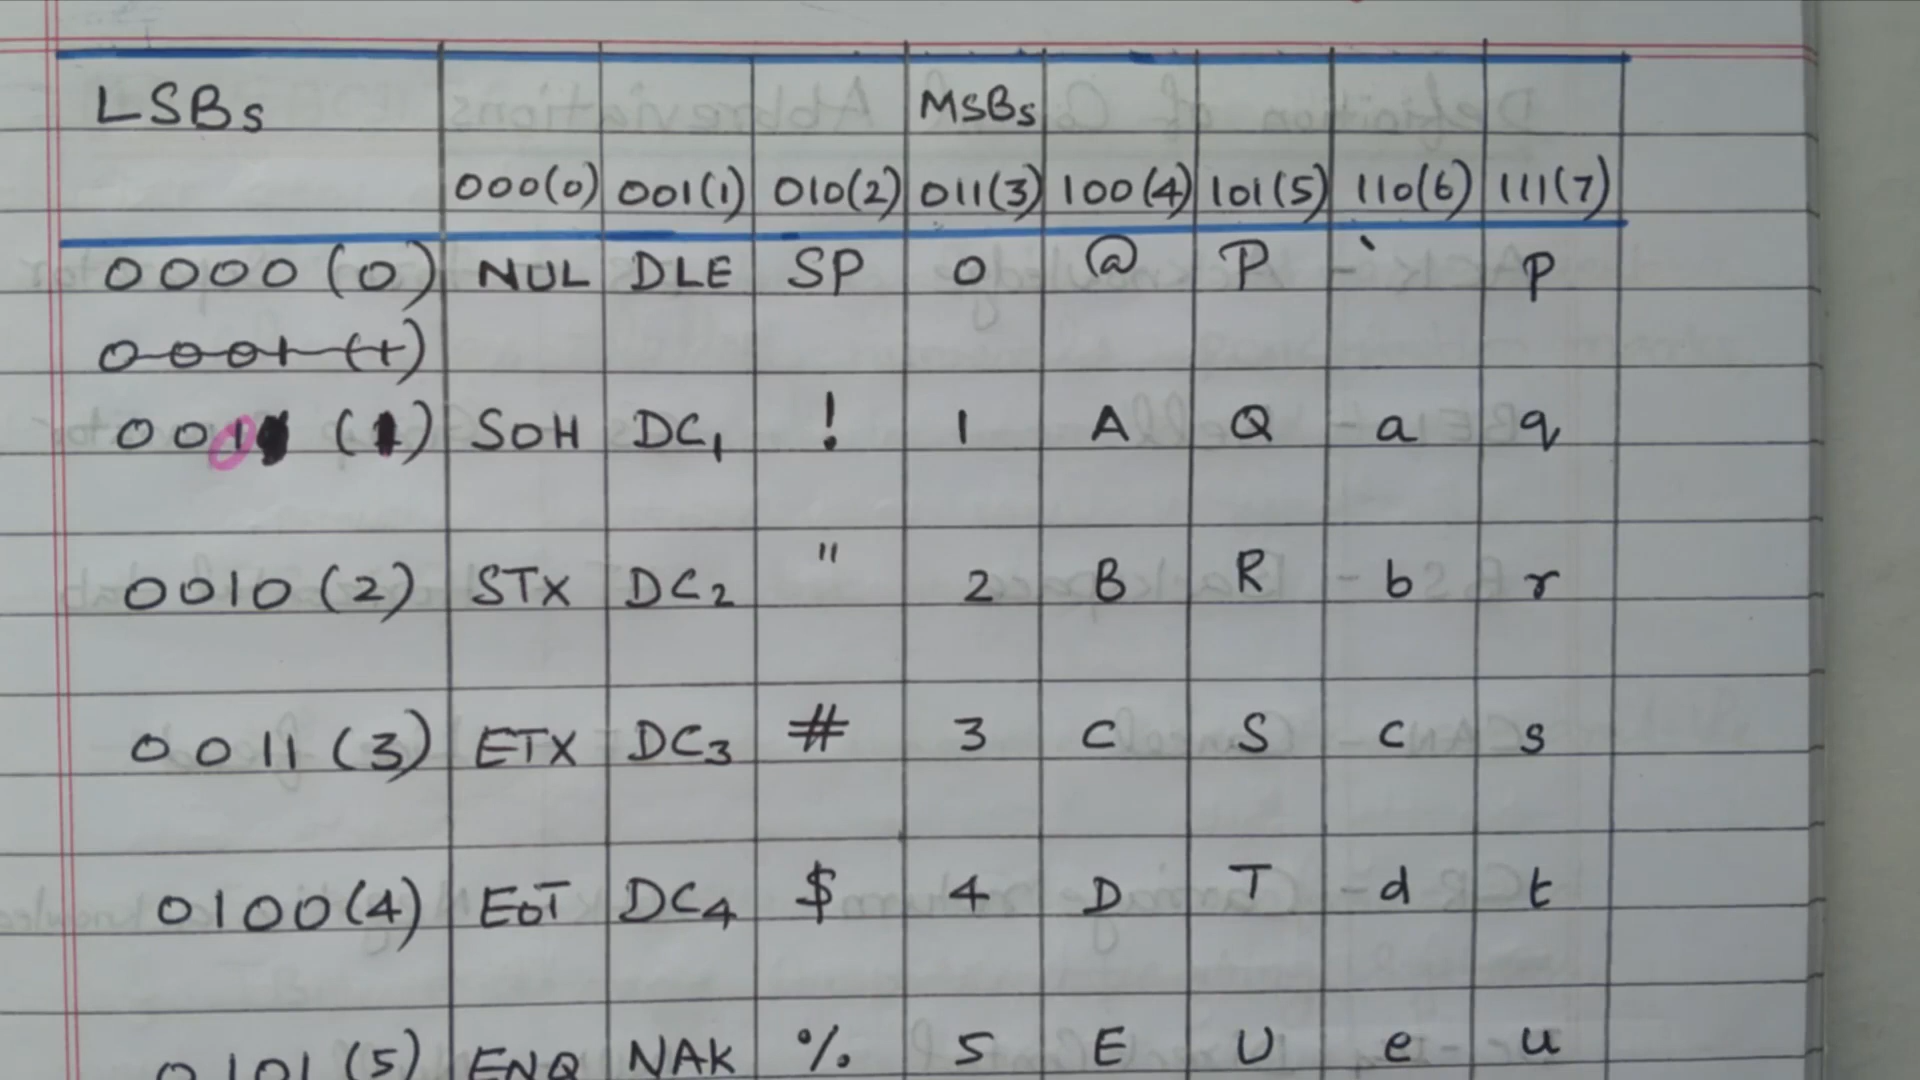 LSBs MSBs
000(0) 001(1) 010(2) 011(3) 100(4) 101(5) 110(6) 111(7)
0000 (0) NUL DLE SP 0 @ P ` p
0001 (1)
0001 (1) SOH DC1 ! 1 A Q a q
0010 (2) STX DC2 " 2 B R b r
0011 (3) ETX DC3 # 3 C S c s
0100 (4) EOT DC4 $ 4 D T d t
0101 (5) ENQ NAK % 5 E U e u